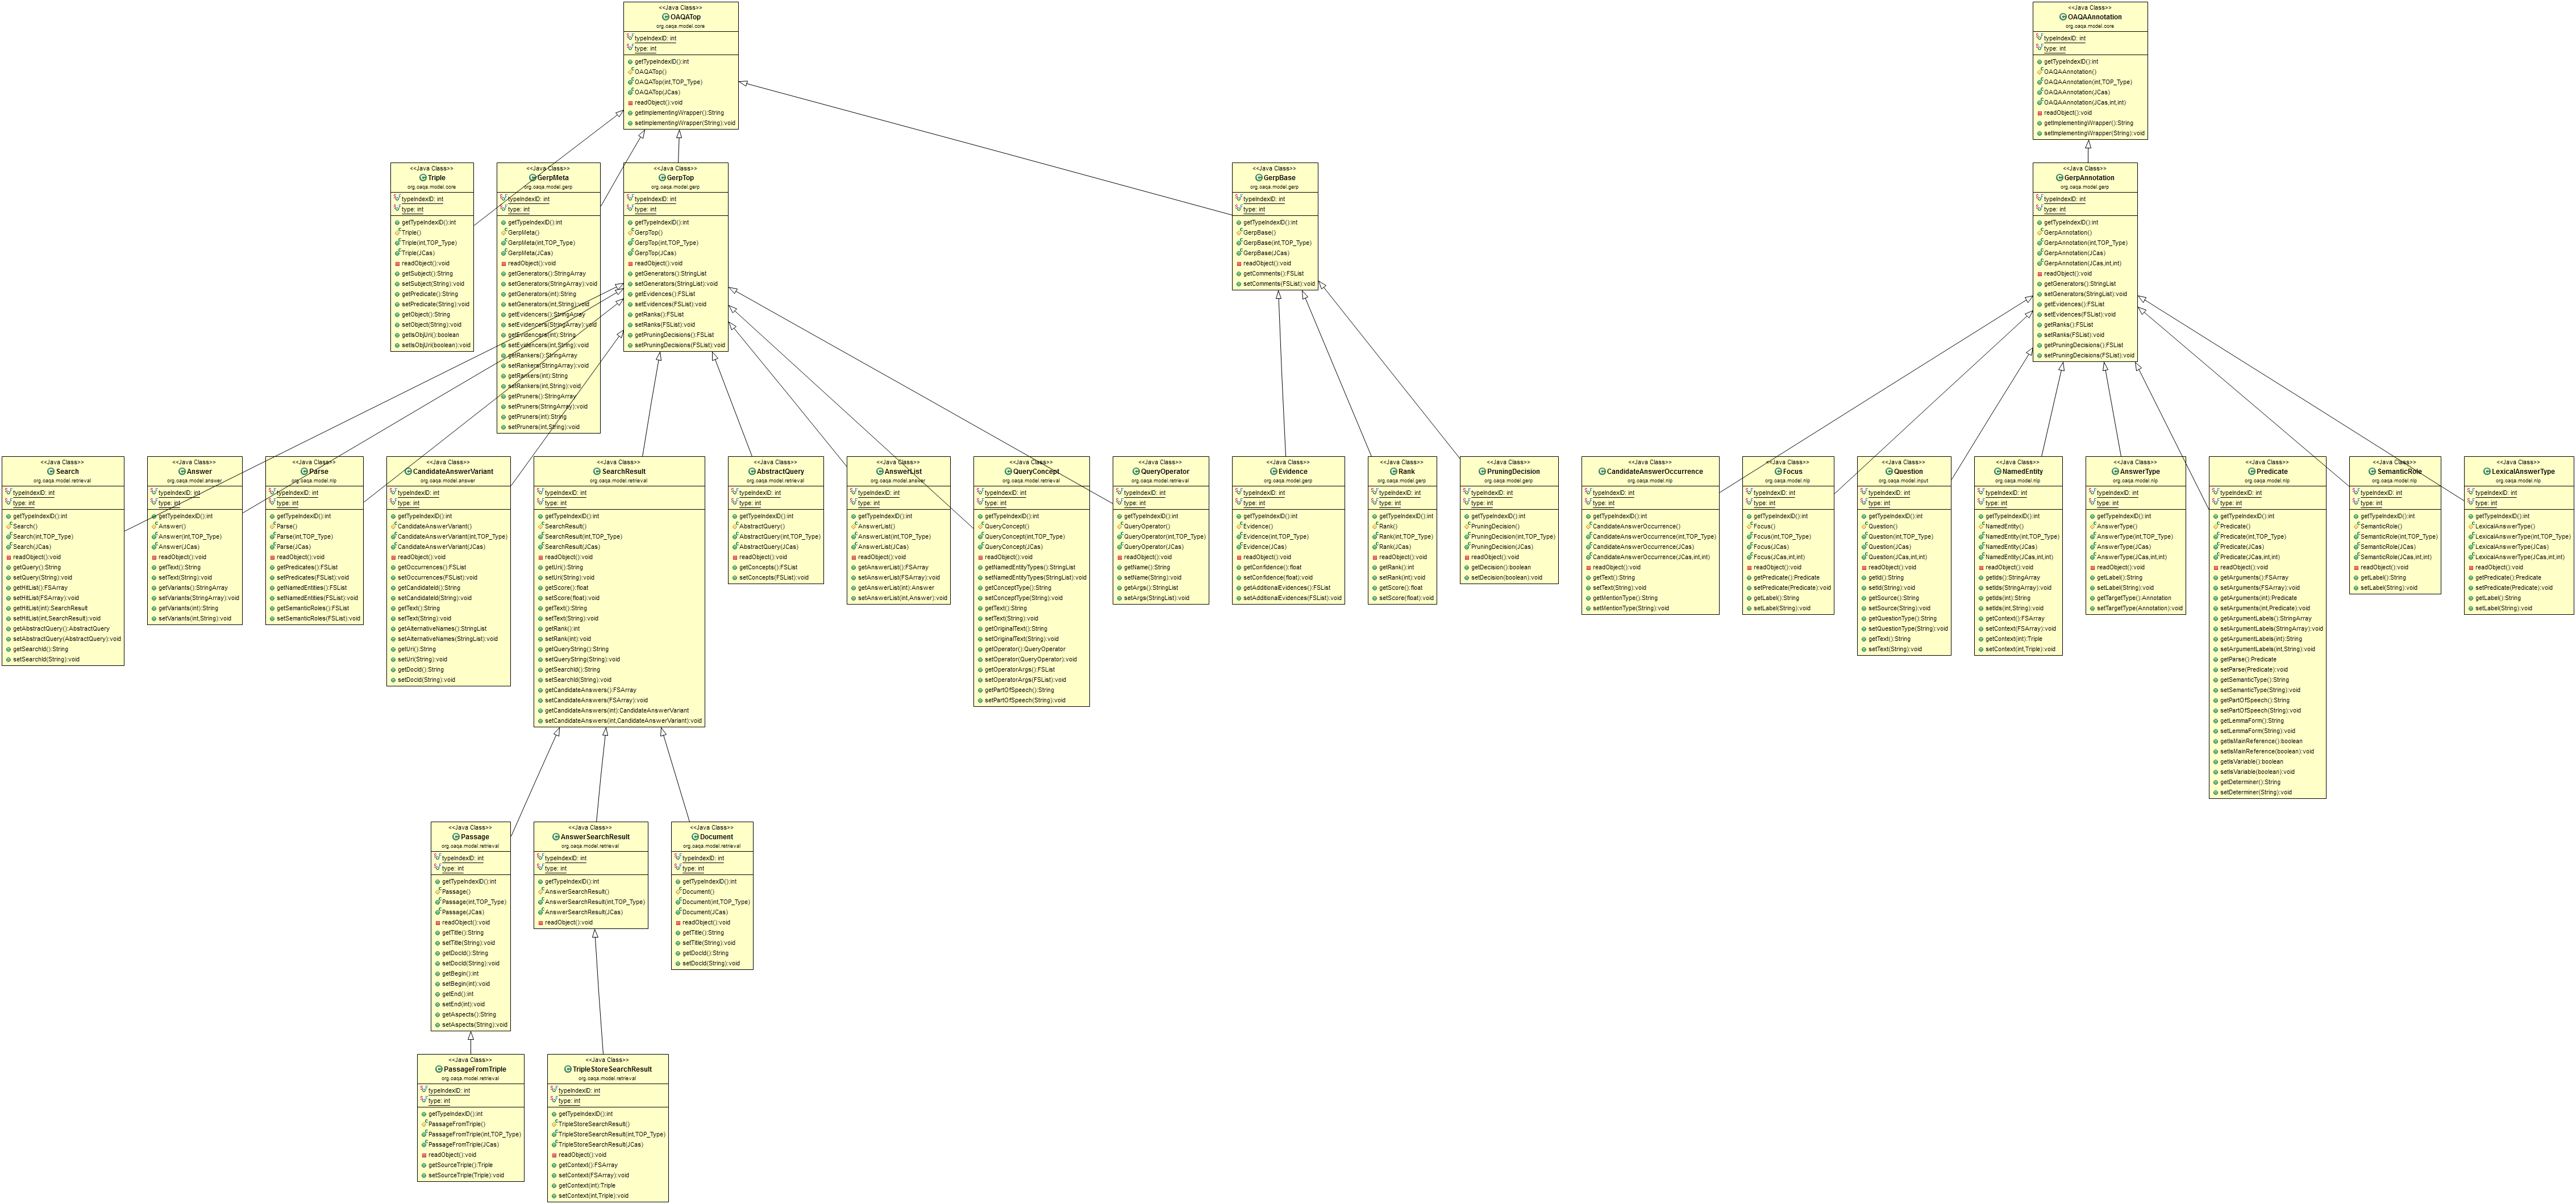 <<Java Class>>
OAQATop
org.oaqa.model.core
typeIndexID: int
type: int
getTypeIndexID():int
OAQATop()
OAQATop(int,TOP_Type)
OAQATop(JCas)
readObject():void
getImplementingWrapper():String
setImplementingWrapper(String):void
<<Java Class>>
OAQAAnnotation
org.oaqa.model.core
typeIndexID: int
type: int
getTypeIndexID():int
OAQAAnnotation()
OAQAAnnotation(int,TOP_Type)
OAQAAnnotation(JCas)
OAQAAnnotation(JCas,int,int)
readObject():void
getImplementingWrapper():String
setImplementingWrapper(String):void
<<Java Class>>
Triple
org.oaqa.model.core
typeIndexID: int
type: int
getTypeIndexID():int
Triple()
Triple(int,TOP_Type)
Triple(JCas)
readObject():void
getSubject():String
setSubject(String):void
getPredicate():String
setPredicate(String):void
getObject():String
setObject(String):void
getIsObjUri():boolean
setIsObjUri(boolean):void
<<Java Class>>
GerpMeta
org.oaqa.model.gerp
typeIndexID: int
type: int
getTypeIndexID():int
GerpMeta()
GerpMeta(int,TOP_Type)
GerpMeta(JCas)
readObject():void
getGenerators():StringArray
setGenerators(StringArray):void
getGenerators(int):String
setGenerators(int,String):void
getEvidencers():StringArray
setEvidencers(StringArray):void
getEvidencers(int):String
setEvidencers(int,String):void
getRankers():StringArray
setRankers(StringArray):void
getRankers(int):String
setRankers(int,String):void
getPruners():StringArray
setPruners(StringArray):void
getPruners(int):String
setPruners(int,String):void
<<Java Class>>
GerpTop
org.oaqa.model.gerp
typeIndexID: int
type: int
getTypeIndexID():int
GerpTop()
GerpTop(int,TOP_Type)
GerpTop(JCas)
readObject():void
getGenerators():StringList
setGenerators(StringList):void
getEvidences():FSList
setEvidences(FSList):void
getRanks():FSList
setRanks(FSList):void
getPruningDecisions():FSList
setPruningDecisions(FSList):void
<<Java Class>>
GerpBase
org.oaqa.model.gerp
typeIndexID: int
type: int
getTypeIndexID():int
GerpBase()
GerpBase(int,TOP_Type)
GerpBase(JCas)
readObject():void
getComments():FSList
setComments(FSList):void
<<Java Class>>
GerpAnnotation
org.oaqa.model.gerp
typeIndexID: int
type: int
getTypeIndexID():int
GerpAnnotation()
GerpAnnotation(int,TOP_Type)
GerpAnnotation(JCas)
GerpAnnotation(JCas,int,int)
readObject():void
getGenerators():StringList
setGenerators(StringList):void
getEvidences():FSList
setEvidences(FSList):void
getRanks():FSList
setRanks(FSList):void
getPruningDecisions():FSList
setPruningDecisions(FSList):void
<<Java Class>>
Search
org.oaqa.model.retrieval
typeIndexID: int
type: int
getTypeIndexID():int
Search()
Search(int,TOP_Type)
Search(JCas)
readObject():void
getQuery():String
setQuery(String):void
getHitList():FSArray
setHitList(FSArray):void
getHitList(int):SearchResult
setHitList(int,SearchResult):void
getAbstractQuery():AbstractQuery
setAbstractQuery(AbstractQuery):void
getSearchId():String
setSearchId(String):void
<<Java Class>>
Answer
org.oaqa.model.answer
typeIndexID: int
type: int
getTypeIndexID():int
Answer()
Answer(int,TOP_Type)
Answer(JCas)
readObject():void
getText():String
setText(String):void
getVariants():StringArray
setVariants(StringArray):void
getVariants(int):String
setVariants(int,String):void
<<Java Class>>
Parse
org.oaqa.model.nlp
typeIndexID: int
type: int
getTypeIndexID():int
Parse()
Parse(int,TOP_Type)
Parse(JCas)
readObject():void
getPredicates():FSList
setPredicates(FSList):void
getNamedEntities():FSList
setNamedEntities(FSList):void
getSemanticRoles():FSList
setSemanticRoles(FSList):void
<<Java Class>>
CandidateAnswerVariant
org.oaqa.model.answer
typeIndexID: int
type: int
getTypeIndexID():int
CandidateAnswerVariant()
CandidateAnswerVariant(int,TOP_Type)
CandidateAnswerVariant(JCas)
readObject():void
getOccurrences():FSList
setOccurrences(FSList):void
getCandidateId():String
setCandidateId(String):void
getText():String
setText(String):void
getAlternativeNames():StringList
setAlternativeNames(StringList):void
getUri():String
setUri(String):void
getDocId():String
setDocId(String):void
<<Java Class>>
SearchResult
org.oaqa.model.retrieval
typeIndexID: int
type: int
getTypeIndexID():int
SearchResult()
SearchResult(int,TOP_Type)
SearchResult(JCas)
readObject():void
getUri():String
setUri(String):void
getScore():float
setScore(float):void
getText():String
setText(String):void
getRank():int
setRank(int):void
getQueryString():String
setQueryString(String):void
getSearchId():String
setSearchId(String):void
getCandidateAnswers():FSArray
setCandidateAnswers(FSArray):void
getCandidateAnswers(int):CandidateAnswerVariant
setCandidateAnswers(int,CandidateAnswerVariant):void
<<Java Class>>
AbstractQuery
org.oaqa.model.retrieval
typeIndexID: int
type: int
getTypeIndexID():int
AbstractQuery()
AbstractQuery(int,TOP_Type)
AbstractQuery(JCas)
readObject():void
getConcepts():FSList
setConcepts(FSList):void
<<Java Class>>
AnswerList
org.oaqa.model.answer
typeIndexID: int
type: int
getTypeIndexID():int
AnswerList()
AnswerList(int,TOP_Type)
AnswerList(JCas)
readObject():void
getAnswerList():FSArray
setAnswerList(FSArray):void
getAnswerList(int):Answer
setAnswerList(int,Answer):void
<<Java Class>>
QueryConcept
org.oaqa.model.retrieval
typeIndexID: int
type: int
getTypeIndexID():int
QueryConcept()
QueryConcept(int,TOP_Type)
QueryConcept(JCas)
readObject():void
getNamedEntityTypes():StringList
setNamedEntityTypes(StringList):void
getConceptType():String
setConceptType(String):void
getText():String
setText(String):void
getOriginalText():String
setOriginalText(String):void
getOperator():QueryOperator
setOperator(QueryOperator):void
getOperatorArgs():FSList
setOperatorArgs(FSList):void
getPartOfSpeech():String
setPartOfSpeech(String):void
<<Java Class>>
QueryOperator
org.oaqa.model.retrieval
typeIndexID: int
type: int
getTypeIndexID():int
QueryOperator()
QueryOperator(int,TOP_Type)
QueryOperator(JCas)
readObject():void
getName():String
setName(String):void
getArgs():StringList
setArgs(StringList):void
<<Java Class>>
Evidence
org.oaqa.model.gerp
typeIndexID: int
type: int
getTypeIndexID():int
Evidence()
Evidence(int,TOP_Type)
Evidence(JCas)
readObject():void
getConfidence():float
setConfidence(float):void
getAdditionalEvidences():FSList
setAdditionalEvidences(FSList):void
<<Java Class>>
Rank
org.oaqa.model.gerp
typeIndexID: int
type: int
getTypeIndexID():int
Rank()
Rank(int,TOP_Type)
Rank(JCas)
readObject():void
getRank():int
setRank(int):void
getScore():float
setScore(float):void
<<Java Class>>
PruningDecision
org.oaqa.model.gerp
typeIndexID: int
type: int
getTypeIndexID():int
PruningDecision()
PruningDecision(int,TOP_Type)
PruningDecision(JCas)
readObject():void
getDecision():boolean
setDecision(boolean):void
<<Java Class>>
CandidateAnswerOccurrence
org.oaqa.model.nlp
typeIndexID: int
type: int
getTypeIndexID():int
CandidateAnswerOccurrence()
CandidateAnswerOccurrence(int,TOP_Type)
CandidateAnswerOccurrence(JCas)
CandidateAnswerOccurrence(JCas,int,int)
readObject():void
getText():String
setText(String):void
getMentionType():String
setMentionType(String):void
<<Java Class>>
Focus
org.oaqa.model.nlp
typeIndexID: int
type: int
getTypeIndexID():int
Focus()
Focus(int,TOP_Type)
Focus(JCas)
Focus(JCas,int,int)
readObject():void
getPredicate():Predicate
setPredicate(Predicate):void
getLabel():String
setLabel(String):void
<<Java Class>>
Question
org.oaqa.model.input
typeIndexID: int
type: int
getTypeIndexID():int
Question()
Question(int,TOP_Type)
Question(JCas)
Question(JCas,int,int)
readObject():void
getId():String
setId(String):void
getSource():String
setSource(String):void
getQuestionType():String
setQuestionType(String):void
getText():String
setText(String):void
<<Java Class>>
NamedEntity
org.oaqa.model.nlp
typeIndexID: int
type: int
getTypeIndexID():int
NamedEntity()
NamedEntity(int,TOP_Type)
NamedEntity(JCas)
NamedEntity(JCas,int,int)
readObject():void
getIds():StringArray
setIds(StringArray):void
getIds(int):String
setIds(int,String):void
getContext():FSArray
setContext(FSArray):void
getContext(int):Triple
setContext(int,Triple):void
<<Java Class>>
AnswerType
org.oaqa.model.nlp
typeIndexID: int
type: int
getTypeIndexID():int
AnswerType()
AnswerType(int,TOP_Type)
AnswerType(JCas)
AnswerType(JCas,int,int)
readObject():void
getLabel():String
setLabel(String):void
getTargetType():Annotation
setTargetType(Annotation):void
<<Java Class>>
Predicate
org.oaqa.model.nlp
typeIndexID: int
type: int
getTypeIndexID():int
Predicate()
Predicate(int,TOP_Type)
Predicate(JCas)
Predicate(JCas,int,int)
readObject():void
getArguments():FSArray
setArguments(FSArray):void
getArguments(int):Predicate
setArguments(int,Predicate):void
getArgumentLabels():StringArray
setArgumentLabels(StringArray):void
getArgumentLabels(int):String
setArgumentLabels(int,String):void
getParse():Predicate
setParse(Predicate):void
getSemanticType():String
setSemanticType(String):void
getPartOfSpeech():String
setPartOfSpeech(String):void
getLemmaForm():String
setLemmaForm(String):void
getIsMainReference():boolean
setIsMainReference(boolean):void
getIsVariable():boolean
setIsVariable(boolean):void
getDeterminer():String
setDeterminer(String):void
<<Java Class>>
SemanticRole
org.oaqa.model.nlp
typeIndexID: int
type: int
getTypeIndexID():int
SemanticRole()
SemanticRole(int,TOP_Type)
SemanticRole(JCas)
SemanticRole(JCas,int,int)
readObject():void
getLabel():String
setLabel(String):void
<<Java Class>>
LexicalAnswerType
org.oaqa.model.nlp
typeIndexID: int
type: int
getTypeIndexID():int
LexicalAnswerType()
LexicalAnswerType(int,TOP_Type)
LexicalAnswerType(JCas)
LexicalAnswerType(JCas,int,int)
readObject():void
getPredicate():Predicate
setPredicate(Predicate):void
getLabel():String
setLabel(String):void
<<Java Class>>
Passage
org.oaqa.model.retrieval
typeIndexID: int
type: int
getTypeIndexID():int
Passage()
Passage(int,TOP_Type)
Passage(JCas)
readObject():void
getTitle():String
setTitle(String):void
getDocId():String
setDocId(String):void
getBegin():int
setBegin(int):void
getEnd():int
setEnd(int):void
getAspects():String
setAspects(String):void
<<Java Class>>
AnswerSearchResult
org.oaqa.model.retrieval
typeIndexID: int
type: int
getTypeIndexID():int
AnswerSearchResult()
AnswerSearchResult(int,TOP_Type)
AnswerSearchResult(JCas)
readObject():void
<<Java Class>>
Document
org.oaqa.model.retrieval
typeIndexID: int
type: int
getTypeIndexID():int
Document()
Document(int,TOP_Type)
Document(JCas)
readObject():void
getTitle():String
setTitle(String):void
getDocId():String
setDocId(String):void
<<Java Class>>
PassageFromTriple
org.oaqa.model.retrieval
typeIndexID: int
type: int
getTypeIndexID():int
PassageFromTriple()
PassageFromTriple(int,TOP_Type)
PassageFromTriple(JCas)
readObject():void
getSourceTriple():Triple
setSourceTriple(Triple):void
<<Java Class>>
TripleStoreSearchResult
org.oaqa.model.retrieval
typeIndexID: int
type: int
getTypeIndexID():int
TripleStoreSearchResult()
TripleStoreSearchResult(int,TOP_Type)
TripleStoreSearchResult(JCas)
readObject():void
getContext():FSArray
setContext(FSArray):void
getContext(int):Triple
setContext(int,Triple):void